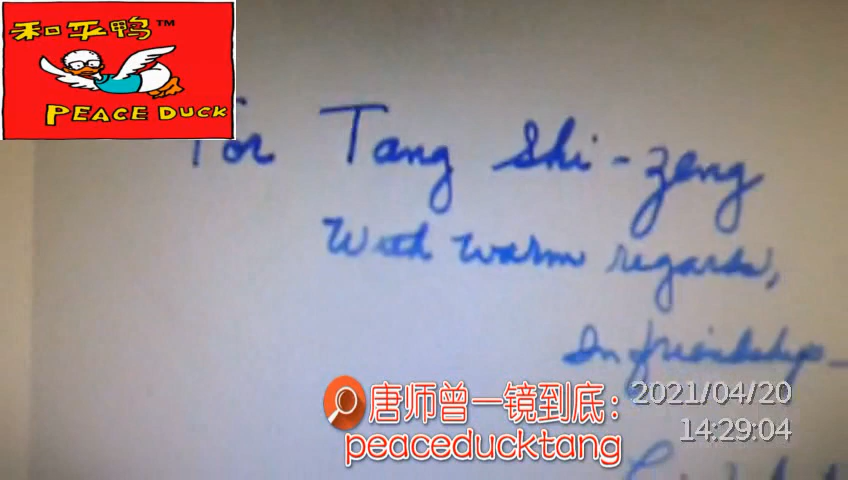 和平鸭™
PEACE DUCK
For Tang Shi-zeng
With warm regards,
In friendship-
唐师曾一镜到底:
peaceducktang
2021/04/20
14:29:04